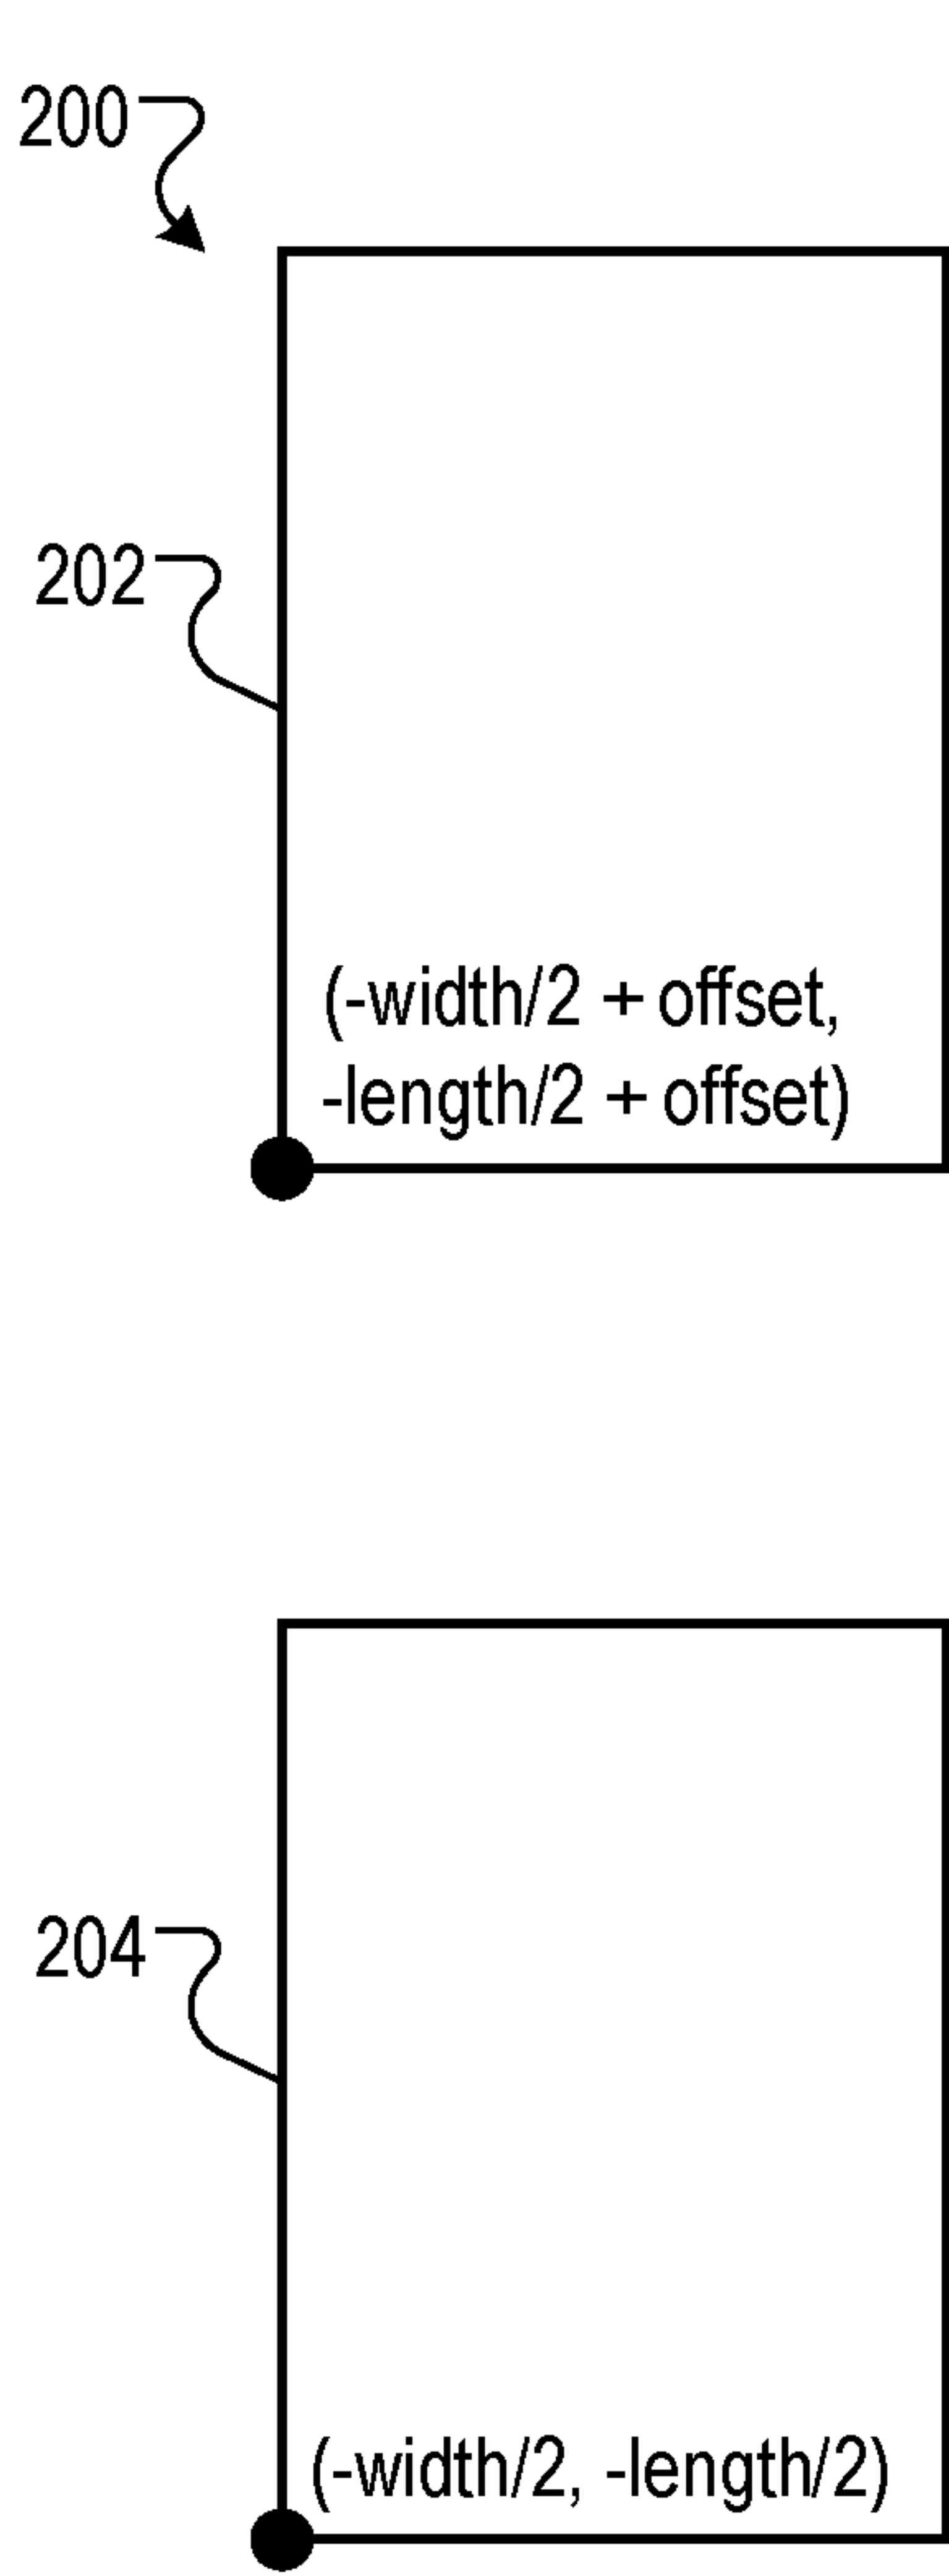 200
202
(-width/2 + offset,
-length/2 + offset)
204
(-width/2, -length/2)